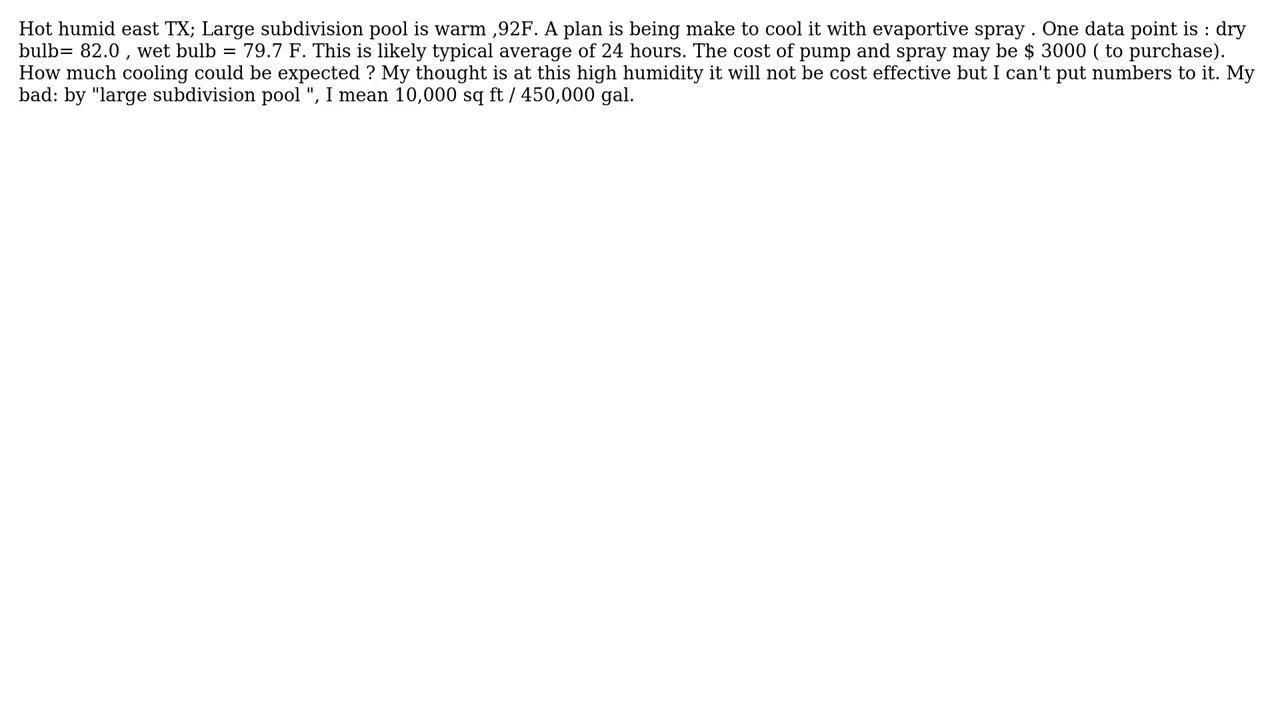 Hot humid east TX; Large subdivision pool is warm ,92F. A plan is being make to cool it with evaportive spray . One data point is : dry
bulb= 82.0 , wet bulb = 79.7 F. This is likely typical average of 24 hours. The cost of pump and spray may be $ 3000 ( to purchase).
How much cooling could be expected ? My thought is at this high humidity it will not be cost effective but I can't put numbers to it. My
bad: by "large subdivision pool ", I mean 10,000 sq ft / 450,000 gal.